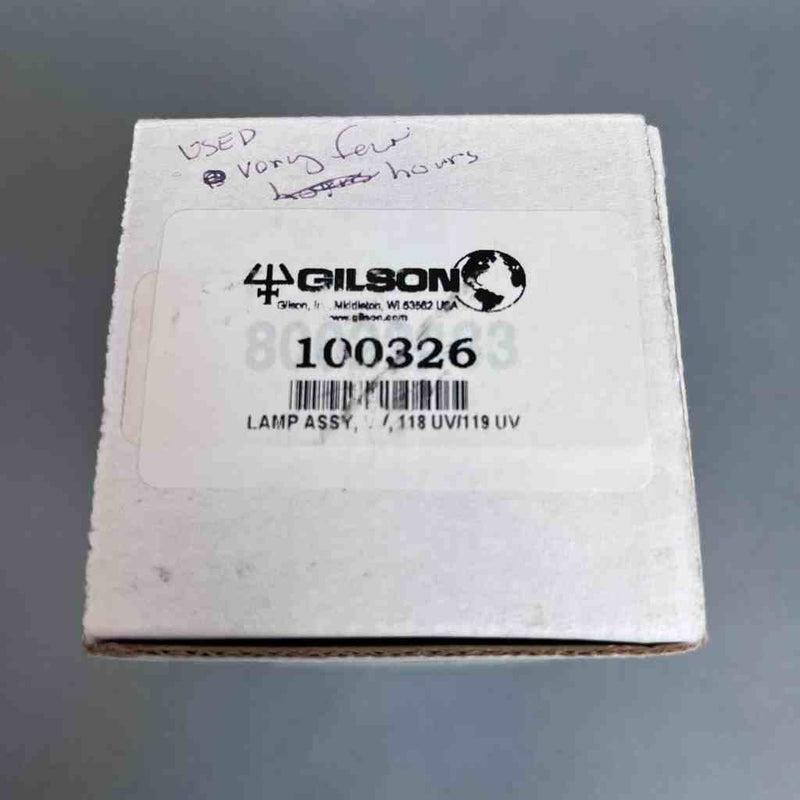 USED
very few
hours
GILSON
Gilson, Middleton, WI 53562 USA
www.gilson.com
100326
LAMP ASSY, 118 UV/119 UV